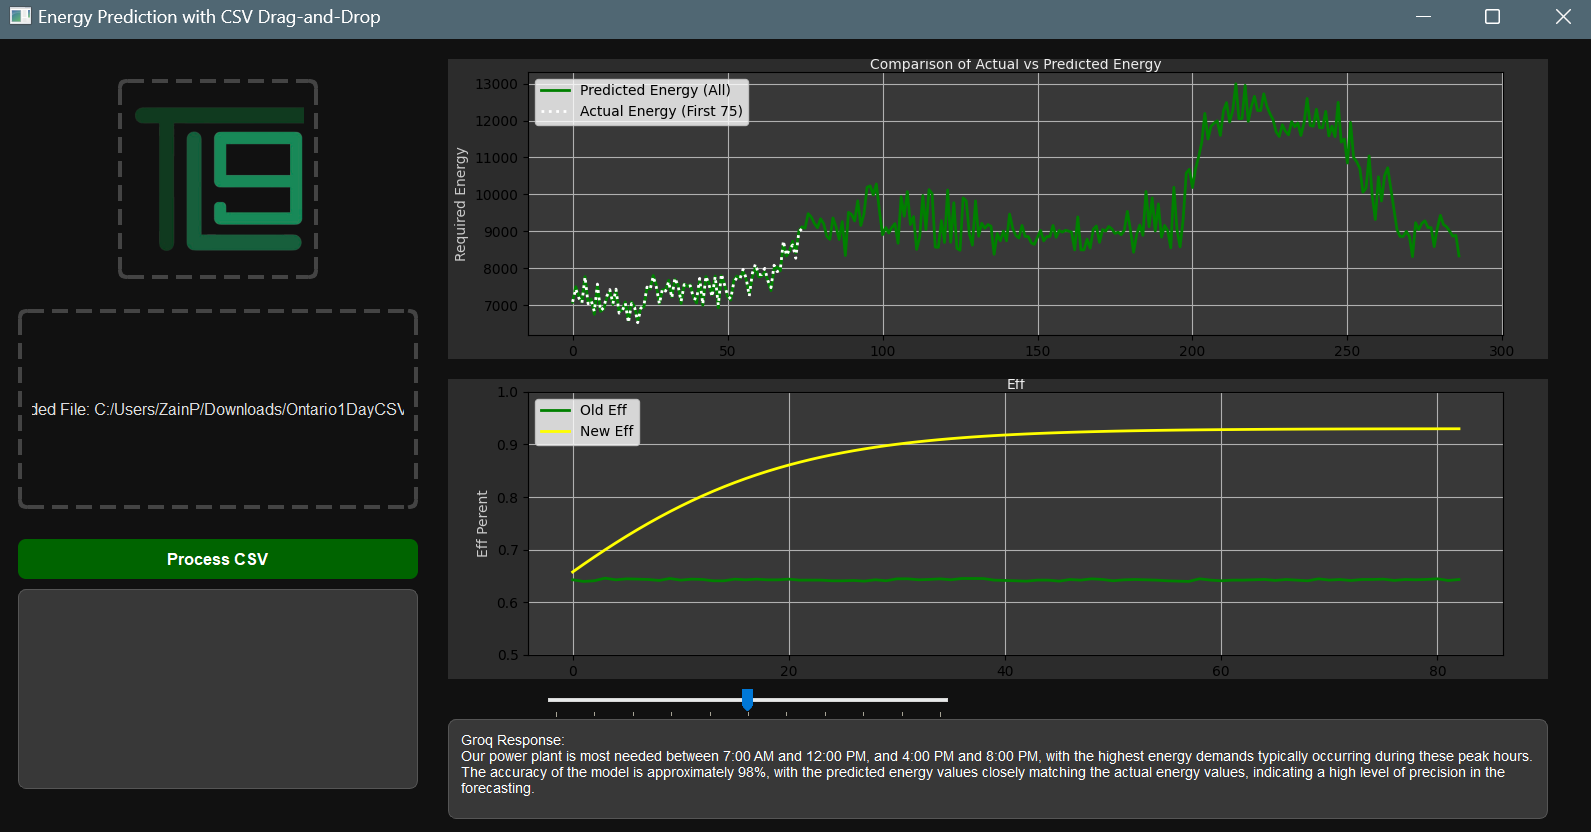 Energy Prediction with CSV Drag-and-Drop
TL9
ded File: C:/Users/ZainP/Downloads/Ontario1DayCSV
Process CSV
Comparison of Actual vs Predicted Energy
Predicted Energy (All)
Actual Energy (First 75)
Required Energy
13000
12000
11000
10000
9000
8000
7000
0 50 100 150 200 250 300
Eff
Old Eff
New Eff
Eff Perent
1.0
0.9
0.8
0.7
0.6
0.5
0 20 40 60 80
Groq Response:
Our power plant is most needed between 7:00 AM and 12:00 PM, and 4:00 PM and 8:00 PM, with the highest energy demands typically occurring during these peak hours.
The accuracy of the model is approximately 98%, with the predicted energy values closely matching the actual energy values, indicating a high level of precision in the
forecasting.